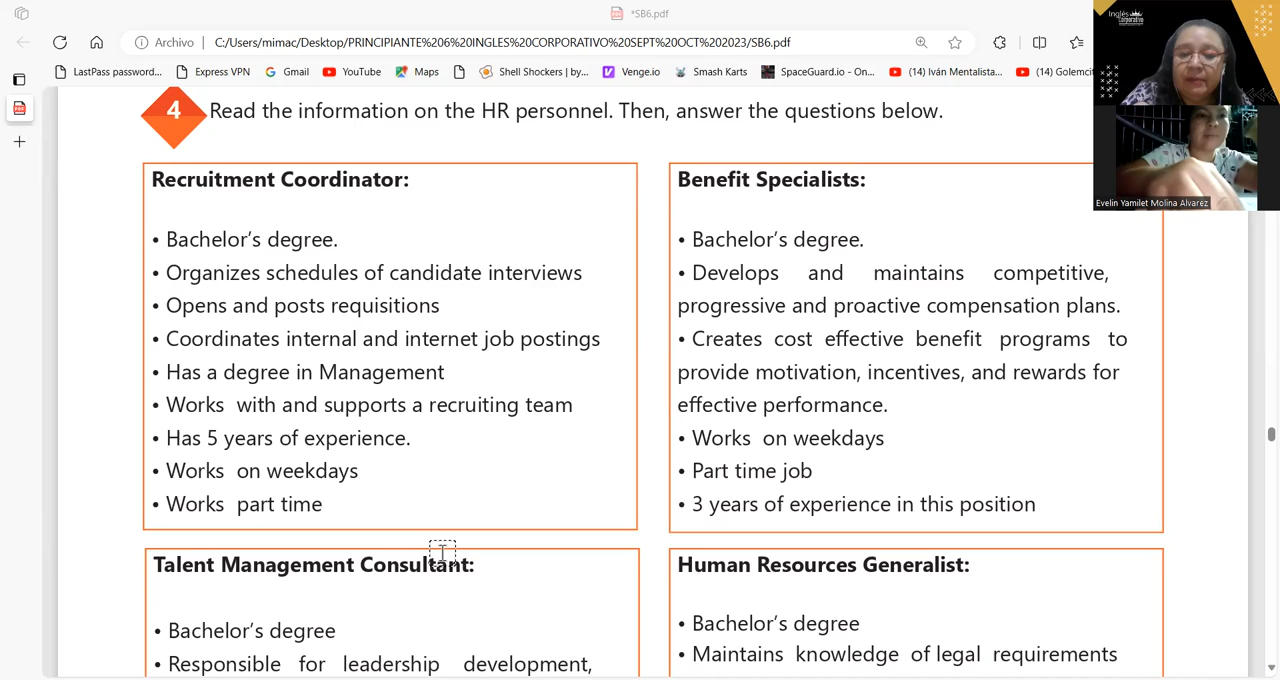 *SB6.pdf
Archivo
C:/Users/mimac/Desktop/PRINCIPIANTE%206%20INGLES%20CORPORATIVO%20SEPT%20OCT%202023/SB6.pdf
LastPass password...
Express VPN
Gmail
YouTube
Maps
Shell Shockers | by...
Venge.io
Smash Karts
SpaceGuard.io - On...
(14) Iván Mentalista...
(14) Golemcit
Inglés
Corporativo
Evelin Yamilet Molina Alvarez
4
Read the information on the HR personnel. Then, answer the questions below.
Recruitment Coordinator:
• Bachelor’s degree.
• Organizes schedules of candidate interviews
• Opens and posts requisitions
• Coordinates internal and internet job postings
• Has a degree in Management
• Works with and supports a recruiting team
• Has 5 years of experience.
• Works on weekdays
• Works part time
Benefit Specialists:
• Bachelor’s degree.
• Develops and maintains competitive,
progressive and proactive compensation plans.
• Creates cost effective benefit programs to
provide motivation, incentives, and rewards for
effective performance.
• Works on weekdays
• Part time job
• 3 years of experience in this position
Talent Management Consultant:
• Bachelor’s degree
• Responsible for leadership development,
Human Resources Generalist:
• Bachelor’s degree
• Maintains knowledge of legal requirements